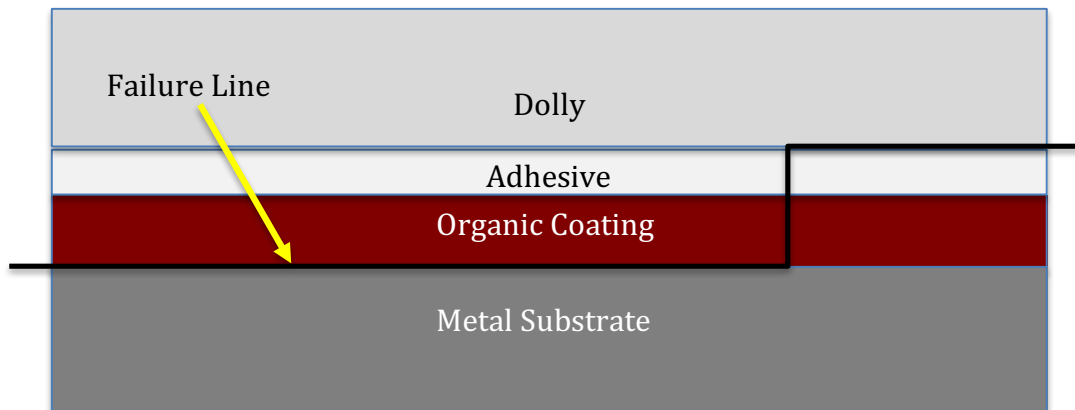 Failure Line
Dolly
Adhesive
Organic Coating
Metal Substrate